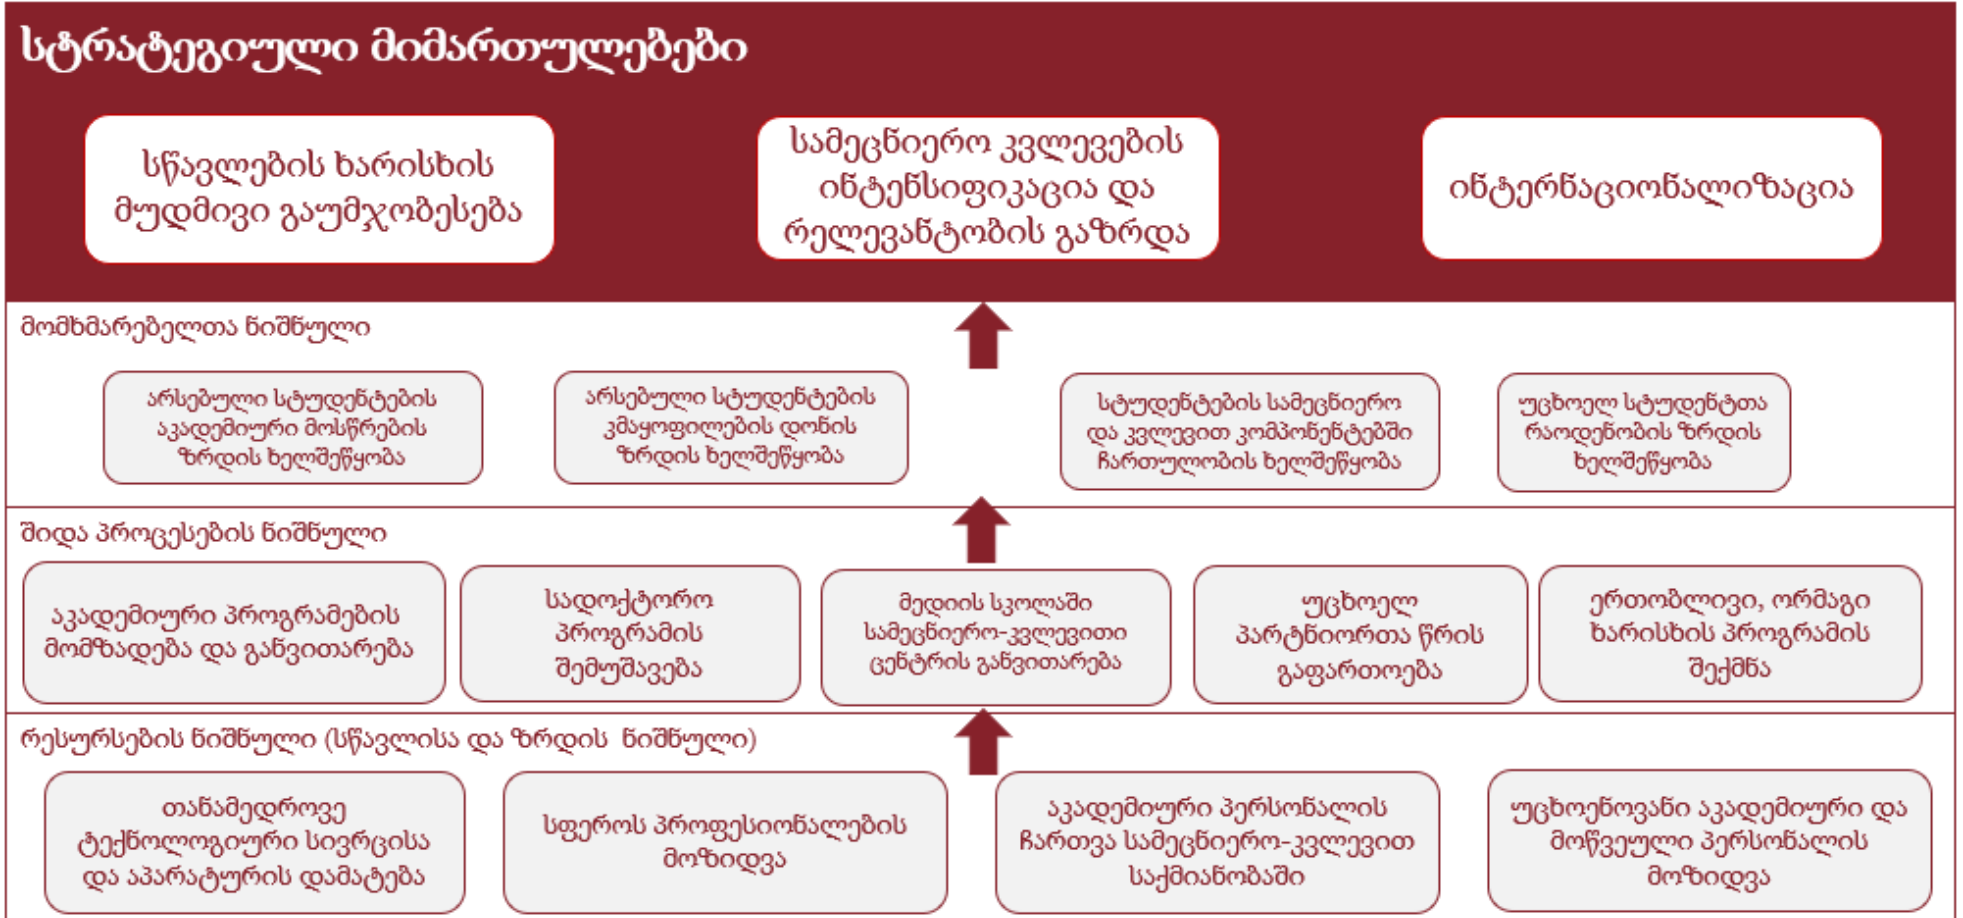 სტრატეგიული მიმართულებები
სწავლების ხარისხის
მუდმივი გაუმჯობესება
სამეცნიერო კვლევების
ინტენსიფიკაცია და
რელევანტობის გაზრდა
ინტერნაციონალიზაცია
მომხმარებელთა ნიშნული
არსებული სტუდენტების
აკადემიური მოსწრების
ზრდის ხელშეწყობა
არსებული სტუდენტების
კმაყოფილების დონის
ზრდის ხელშეწყობა
სტუდენტების სამეცნიერო
და კვლევით კომპონენტებში
ჩართულობის ხელშეწყობა
უცხოელ სტუდენტთა
რაოდენობის ზრდის
ხელშეწყობა
შიდა პროცესების ნიშნული
აკადემიური პროგრამების
მომზადება და განვითარება
სადოქტორო
პროგრამის
შემუშავება
მედიის სკოლაში
სამეცნიერო-კვლევითი
ცენტრის განვითარება
უცხოელ
პარტნიორთა წრის
გაფართოება
ერთობლივი, ორმაგი
ხარისხის პროგრამის
შექმნა
რესურსების ნიშნული (სწავლისა და ზრდის ნიშნული)
თანამედროვე
ტექნოლოგიური სივრცისა
და აპარატურის დამატება
სფეროს პროფესიონალების
მოზიდვა
აკადემიური პერსონალის
ჩართვა სამეცნიერო-კვლევით
საქმიანობაში
უცხოენოვანი აკადემიური და
მოწვეული პერსონალის
მოზიდვა